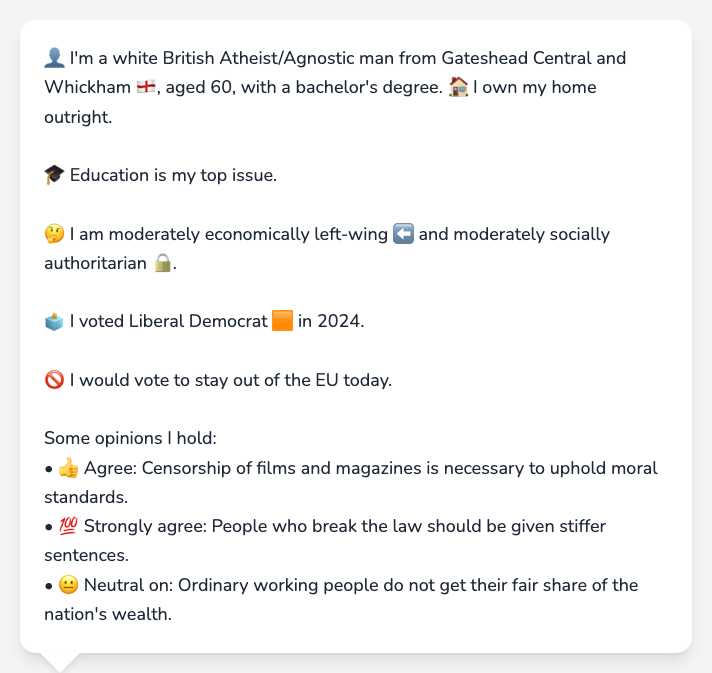 👤 I'm a white British Atheist/Agnostic man from Gateshead Central and
Whickham 🏴󠁧󠁢󠁥󠁮󠁧󠁿, aged 60, with a bachelor's degree. 🏠 I own my home
outright.
🎓 Education is my top issue.
🤔 I am moderately economically left-wing ⬅️ and moderately socially
authoritarian 🔒.
🗳️ I voted Liberal Democrat 🟧 in 2024.
🚫 I would vote to stay out of the EU today.
Some opinions I hold:
• 👍 Agree: Censorship of films and magazines is necessary to uphold moral
standards.
• 💯 Strongly agree: People who break the law should be given stiffer
sentences.
• 😐 Neutral on: Ordinary working people do not get their fair share of the
nation's wealth.